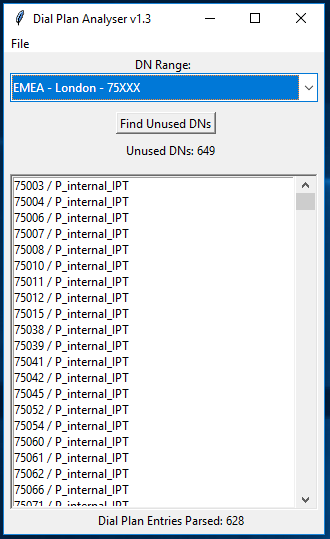 Dial Plan Analyser v1.3
File
DN Range:
EMEA - London - 75XXX
Find Unused DNs
Unused DNs: 649
75003 / P_internal_IPT
75004 / P_internal_IPT
75006 / P_internal_IPT
75007 / P_internal_IPT
75008 / P_internal_IPT
75010 / P_internal_IPT
75011 / P_internal_IPT
75012 / P_internal_IPT
75015 / P_internal_IPT
75038 / P_internal_IPT
75039 / P_internal_IPT
75041 / P_internal_IPT
75042 / P_internal_IPT
75045 / P_internal_IPT
75052 / P_internal_IPT
75054 / P_internal_IPT
75060 / P_internal_IPT
75061 / P_internal_IPT
75062 / P_internal_IPT
75066 / P_internal_IPT
75071 / P_internal_IPT
Dial Plan Entries Parsed: 628